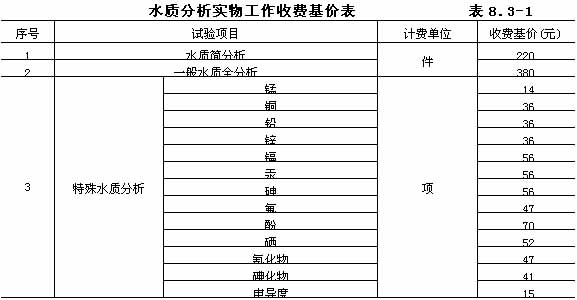 水质分析实物工作收费基价表 表8.3-1
序号 试验项目 计费单位 收费基价(元)
1 水质简分析 件 220
2 一般水质全分析 380
3 特殊水质分析 锰 项 14
铜 36
铅 36
锌 36
镉 56
汞 56
砷 56
氟 47
酚 70
硒 52
氰化物 47
碘化物 41
电导度 15